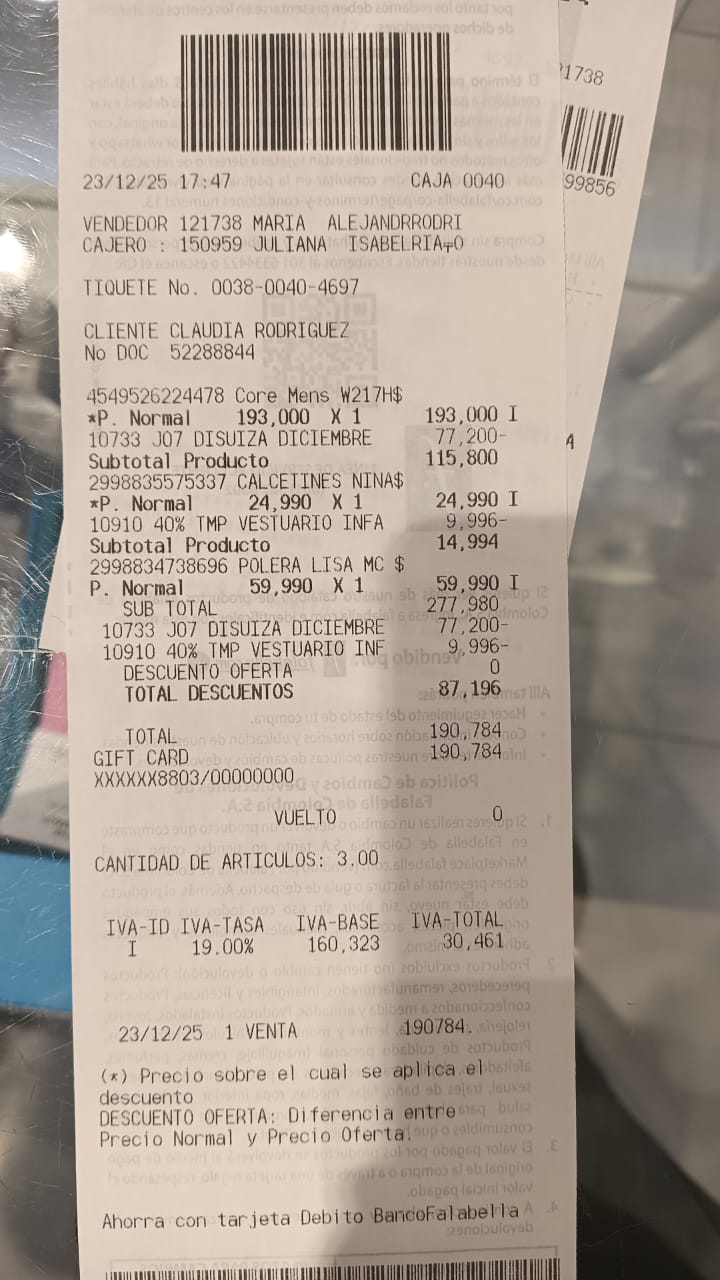 23/12/25 17:47 CAJA 0040
VENDEDOR 121738 MARIA ALEJANDRRODRI
CAJERO : 150959 JULIANA ISABELRIA╤O
TIQUETE No. 0038-0040-4697
CLIENTE CLAUDIA RODRIGUEZ
No DOC 52288844
4549526224478 Core Mens W217H$
*P. Normal 193,000 X 1 193,000 I
10733 J07 DISUIZA DICIEMBRE 77,200-
Subtotal Producto 115,800
2998835575337 CALCETINES NINA$
*P. Normal 24,990 X 1 24,990 I
10910 40% TMP VESTUARIO INFA 9,996-
Subtotal Producto 14,994
2998834738696 POLERA LISA MC $
P. Normal 59,990 X 1 59,990 I
SUB TOTAL 277,980
10733 J07 DISUIZA DICIEMBRE 77,200-
10910 40% TMP VESTUARIO INF 9,996-
DESCUENTO OFERTA 0
TOTAL DESCUENTOS 87,196
TOTAL 190,784
GIFT CARD 190,784
XXXXXX8803/00000000
VUELTO 0
CANTIDAD DE ARTICULOS: 3.00
IVA-ID IVA-TASA IVA-BASE IVA-TOTAL
I 19.00% 160,323 30,461
23/12/25 1 VENTA 190784.
(*) Precio sobre el cual se aplica el
descuento
DESCUENTO OFERTA: Diferencia entre
Precio Normal y Precio Oferta.
Ahorra con tarjeta Debito BancoFalabella
1738
99856
A